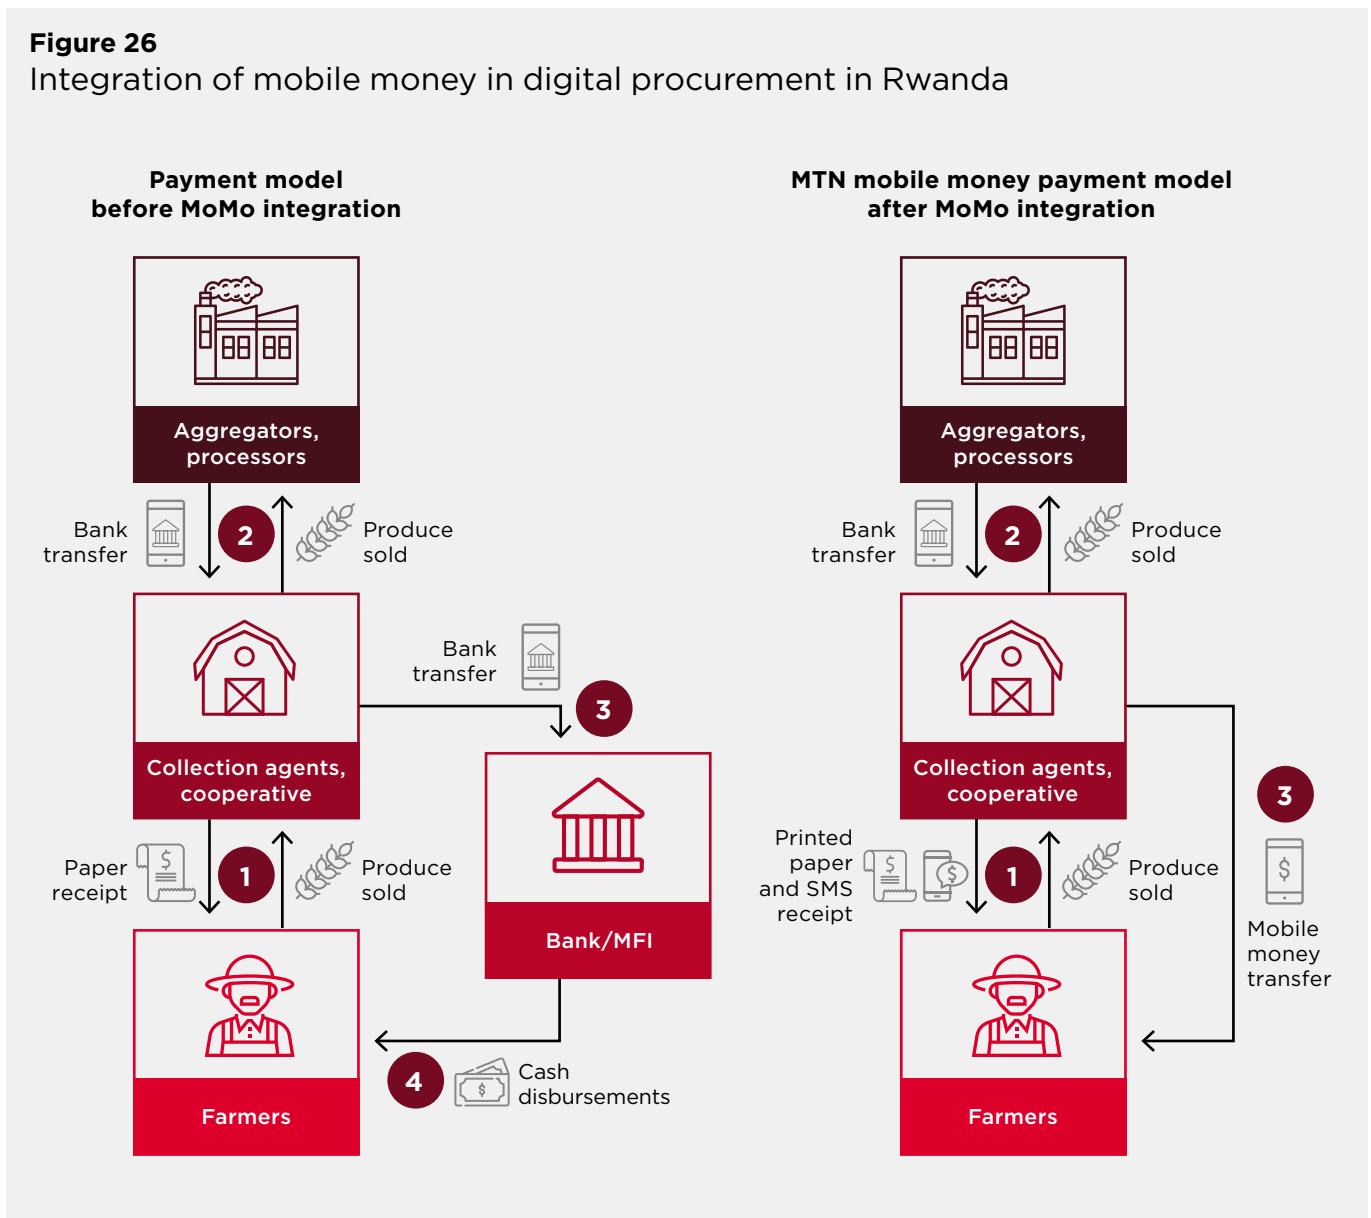 Figure 26
Integration of mobile money in digital procurement in Rwanda
Payment model
before MoMo integration
Aggregators,
processors
Bank
transfer
2
Produce
sold
Bank
transfer
3
Collection agents,
cooperative
Paper
receipt
1
Produce
sold
Bank/MFI
Farmers
4
Cash
disbursements
MTN mobile money payment model
after MoMo integration
Aggregators,
processors
Bank
transfer
2
Produce
sold
Collection agents,
cooperative
3
Printed
paper
and SMS
receipt
1
Produce
sold
Mobile
money
transfer
Farmers